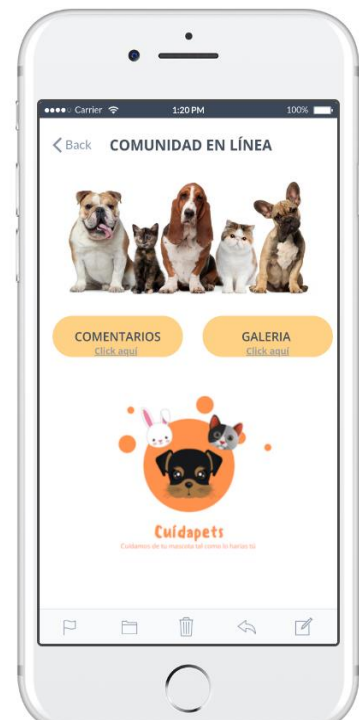 Carrier 1:20 PM 100%
Back COMUNIDAD EN LÍNEA
COMENTARIOS
Click aquí
GALERIA
Click aquí
Cuídapets
Cuidamos de tu mascota tal como lo harías tú